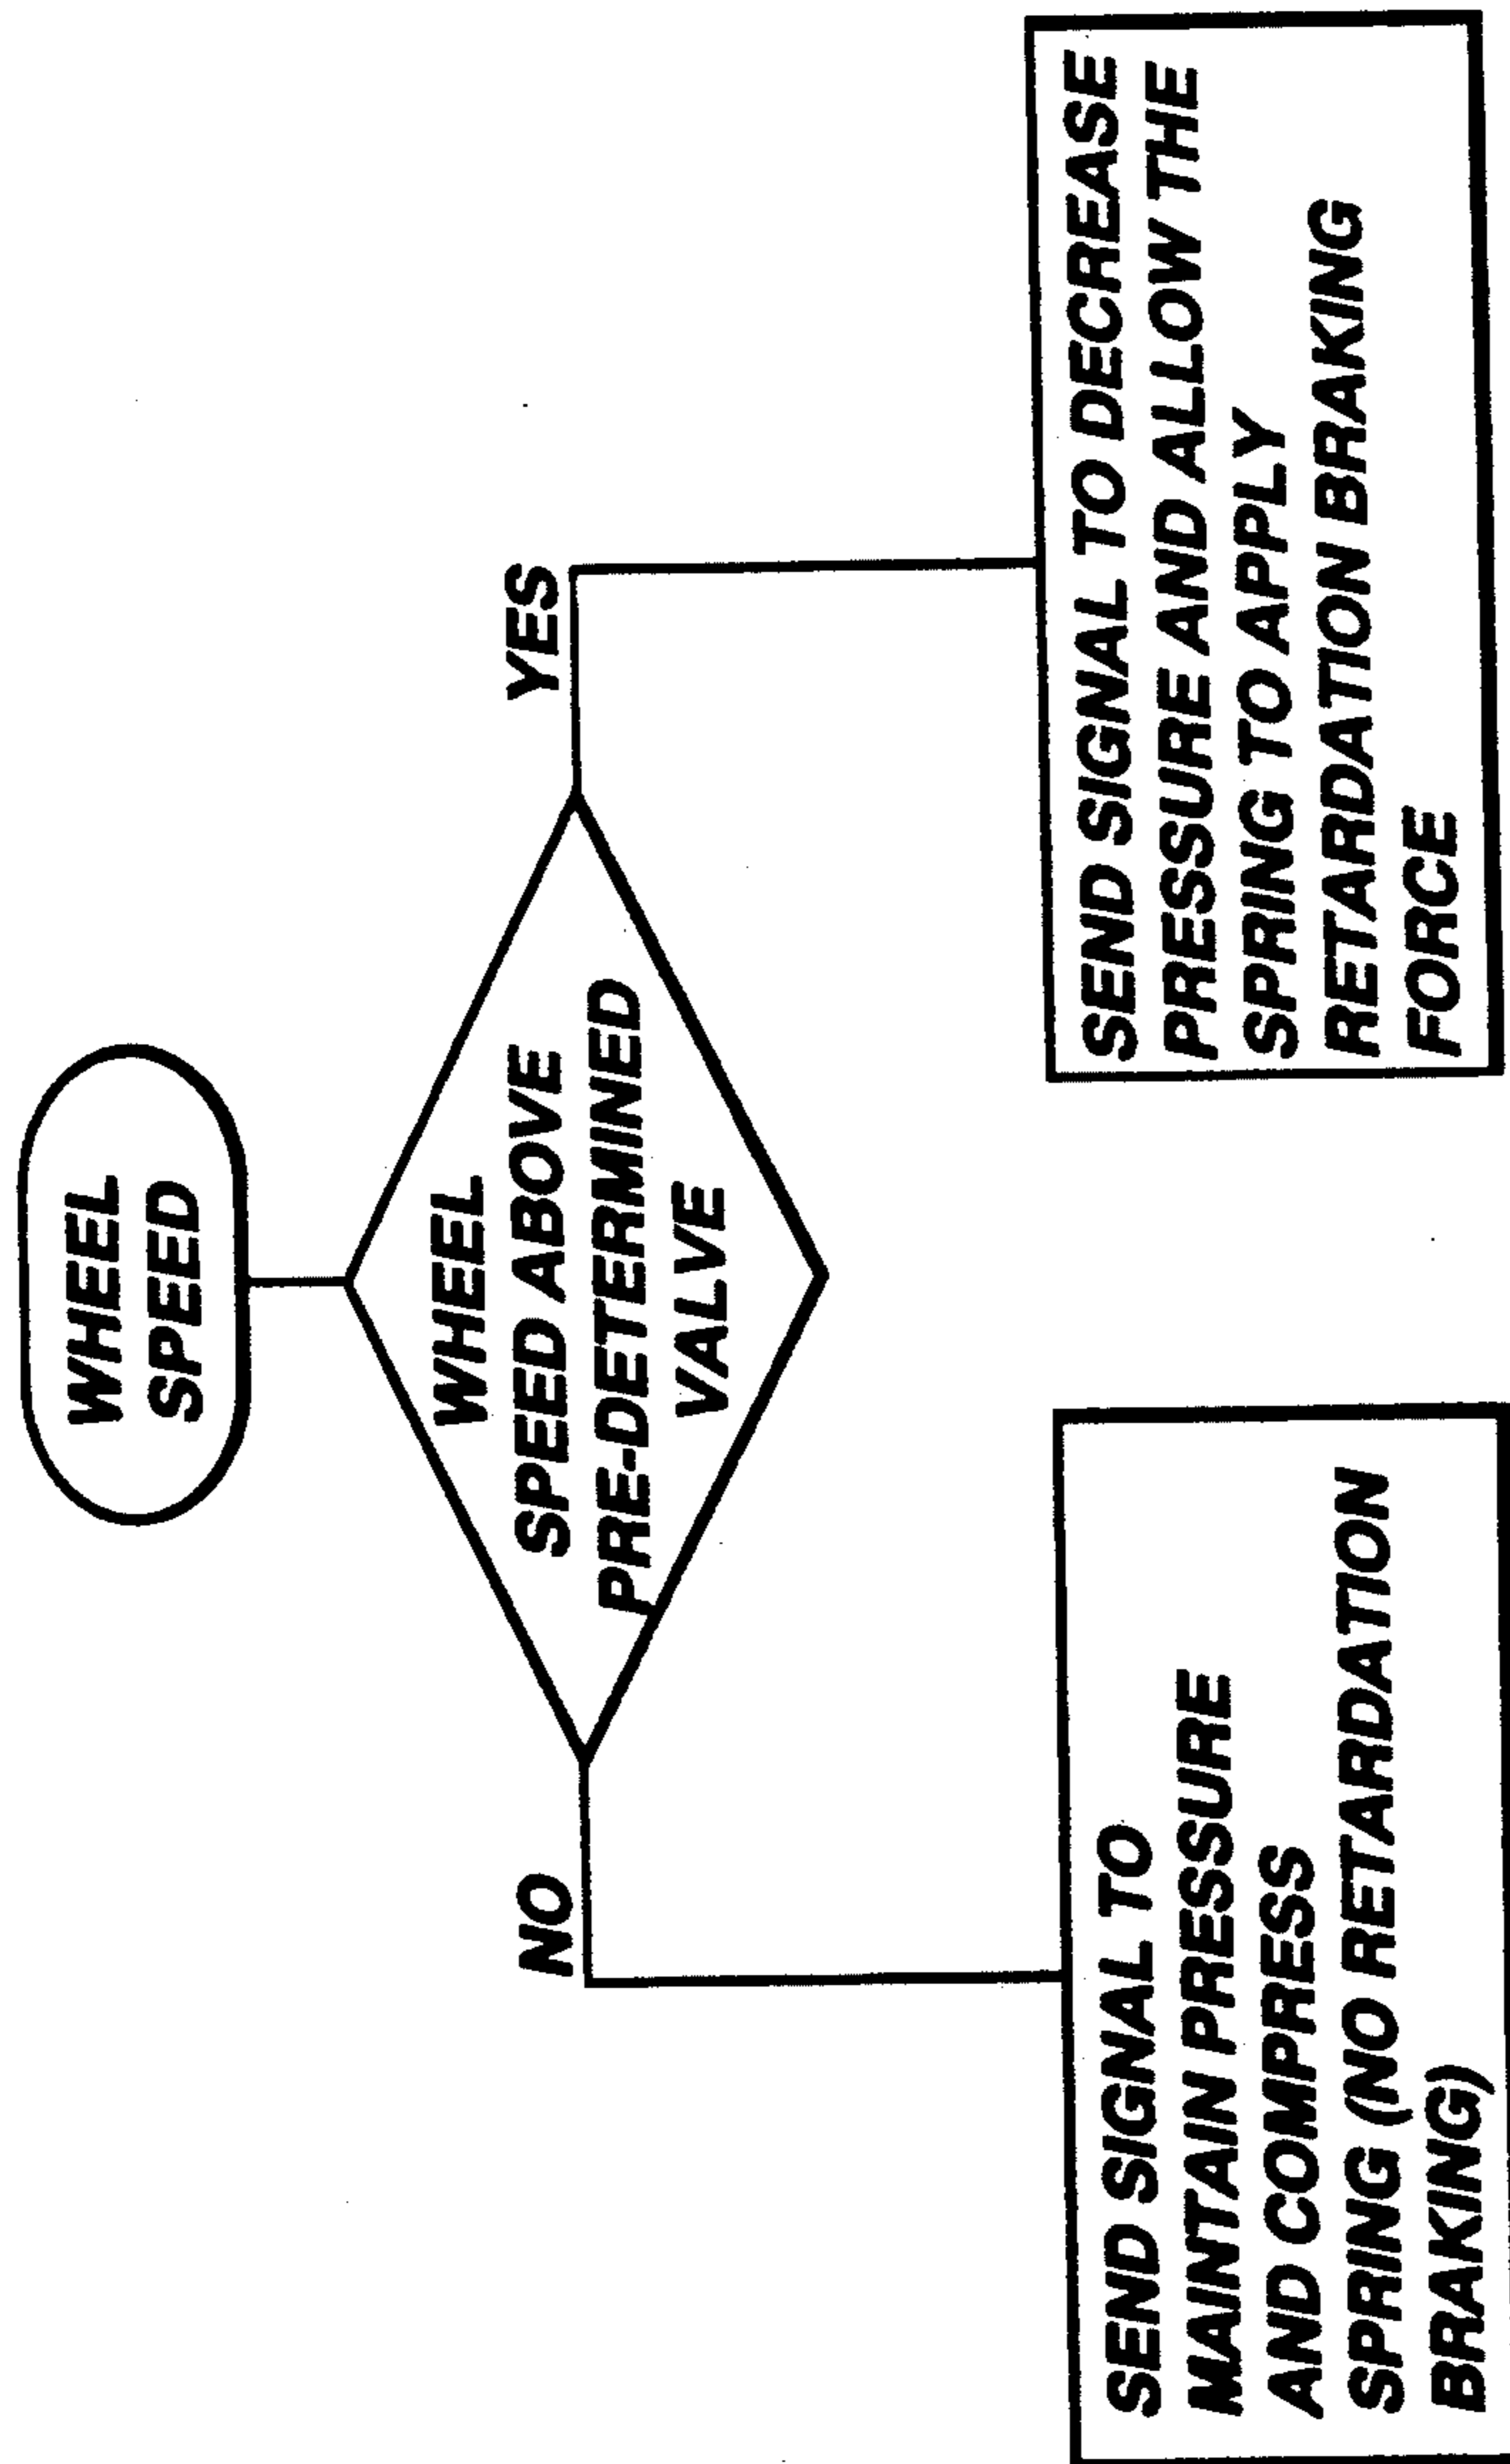 WHEEL
SPEED
WHEEL
SPEED ABOVE
PRE-DETERMINED
VALVE
NO
YES
SEND SIGNAL TO
MAINTAIN PRESSURE
AND COMPRESS
SPRING (NO RETARDATION
BRAKING)
SEND SIGNAL TO DECREASE
PRESSURE AND ALLOW THE
SPRING TO APPLY
RETARDATION BRAKING
FORCE